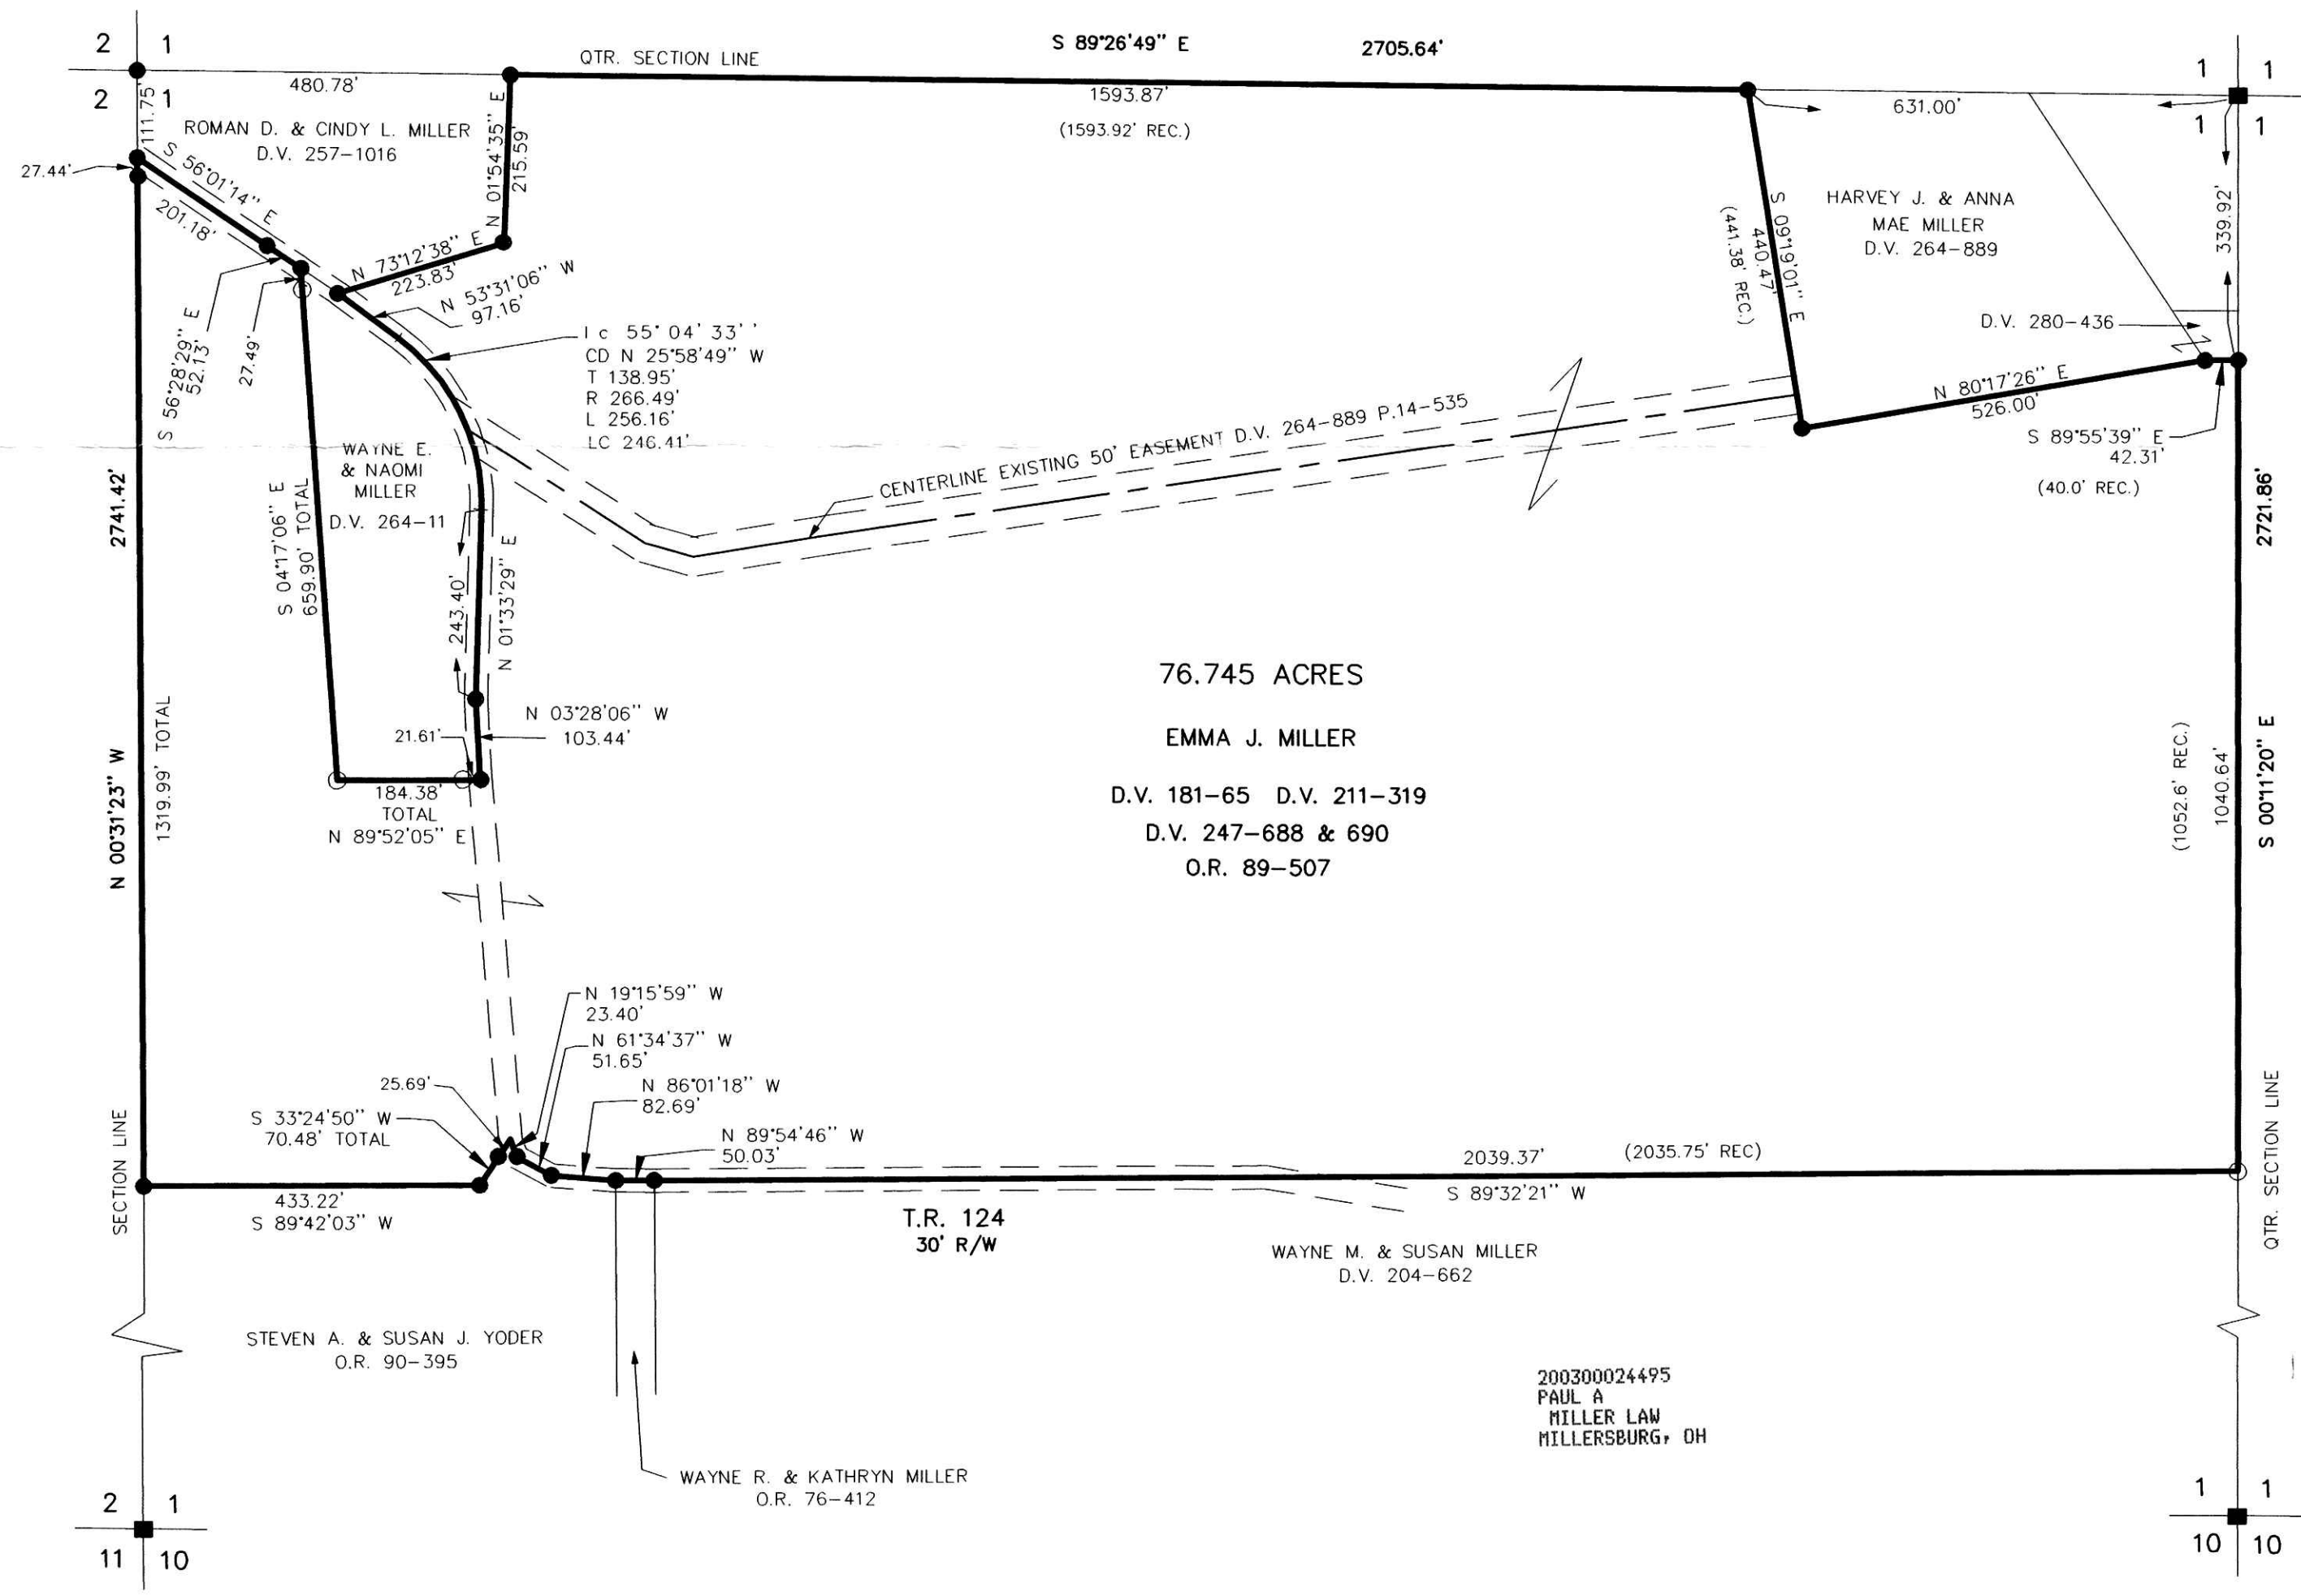 2 1
2 1
QTR. SECTION LINE
S 89°26'49" E
2705.64'
480.78'
1593.87'
(1593.92' REC.)
631.00'
1 1
1 1
111.75'
ROMAN D. & CINDY L. MILLER
D.V. 257-1016
27.44'
S 56°01'14" E
201.18'
N 01°54'35" E
215.59'
N 73°12'38" E
223.83'
N 53°31'06" W
97.16'
S 56°28'29" E
52.13'
27.49'
Ic 55° 04' 33''
CD N 25°58'49" W
T 138.95'
R 266.49'
L 256.16'
LC 246.41'
S 09°19'01" E
440.47'
(441.38' REC.)
HARVEY J. & ANNA
MAE MILLER
D.V. 264-889
339.92'
D.V. 280-436
N 80°17'26" E
526.00'
S 89°55'39" E
42.31'
(40.0' REC.)
CENTERLINE EXISTING 50' EASEMENT D.V. 264-889 P.14-535
WAYNE E.
& NAOMI
MILLER
D.V. 264-11
S 04°17'06" E
659.90' TOTAL
243.40'
N 01°33'29" E
N 03°28'06" W
103.44'
21.61'
184.38'
TOTAL
N 89°52'05" E
2741.42'
N 00°31'23" W
1319.99' TOTAL
SECTION LINE
76.745 ACRES
EMMA J. MILLER
D.V. 181-65 D.V. 211-319
D.V. 247-688 & 690
O.R. 89-507
2721.86'
S 00°11'20" E
1040.64'
(1052.6' REC.)
QTR. SECTION LINE
N 19°15'59" W
23.40'
N 61°34'37" W
51.65'
N 86°01'18" W
82.69'
N 89°54'46" W
50.03'
25.69'
S 33°24'50" W
70.48' TOTAL
433.22'
S 89°42'03" W
2039.37'
(2035.75' REC)
S 89°32'21" W
T.R. 124
30' R/W
WAYNE M. & SUSAN MILLER
D.V. 204-662
STEVEN A. & SUSAN J. YODER
O.R. 90-395
WAYNE R. & KATHRYN MILLER
O.R. 76-412
200300024495
PAUL A
MILLER LAW
MILLERSBURG, OH
2 1
11 10
1 1
10 10